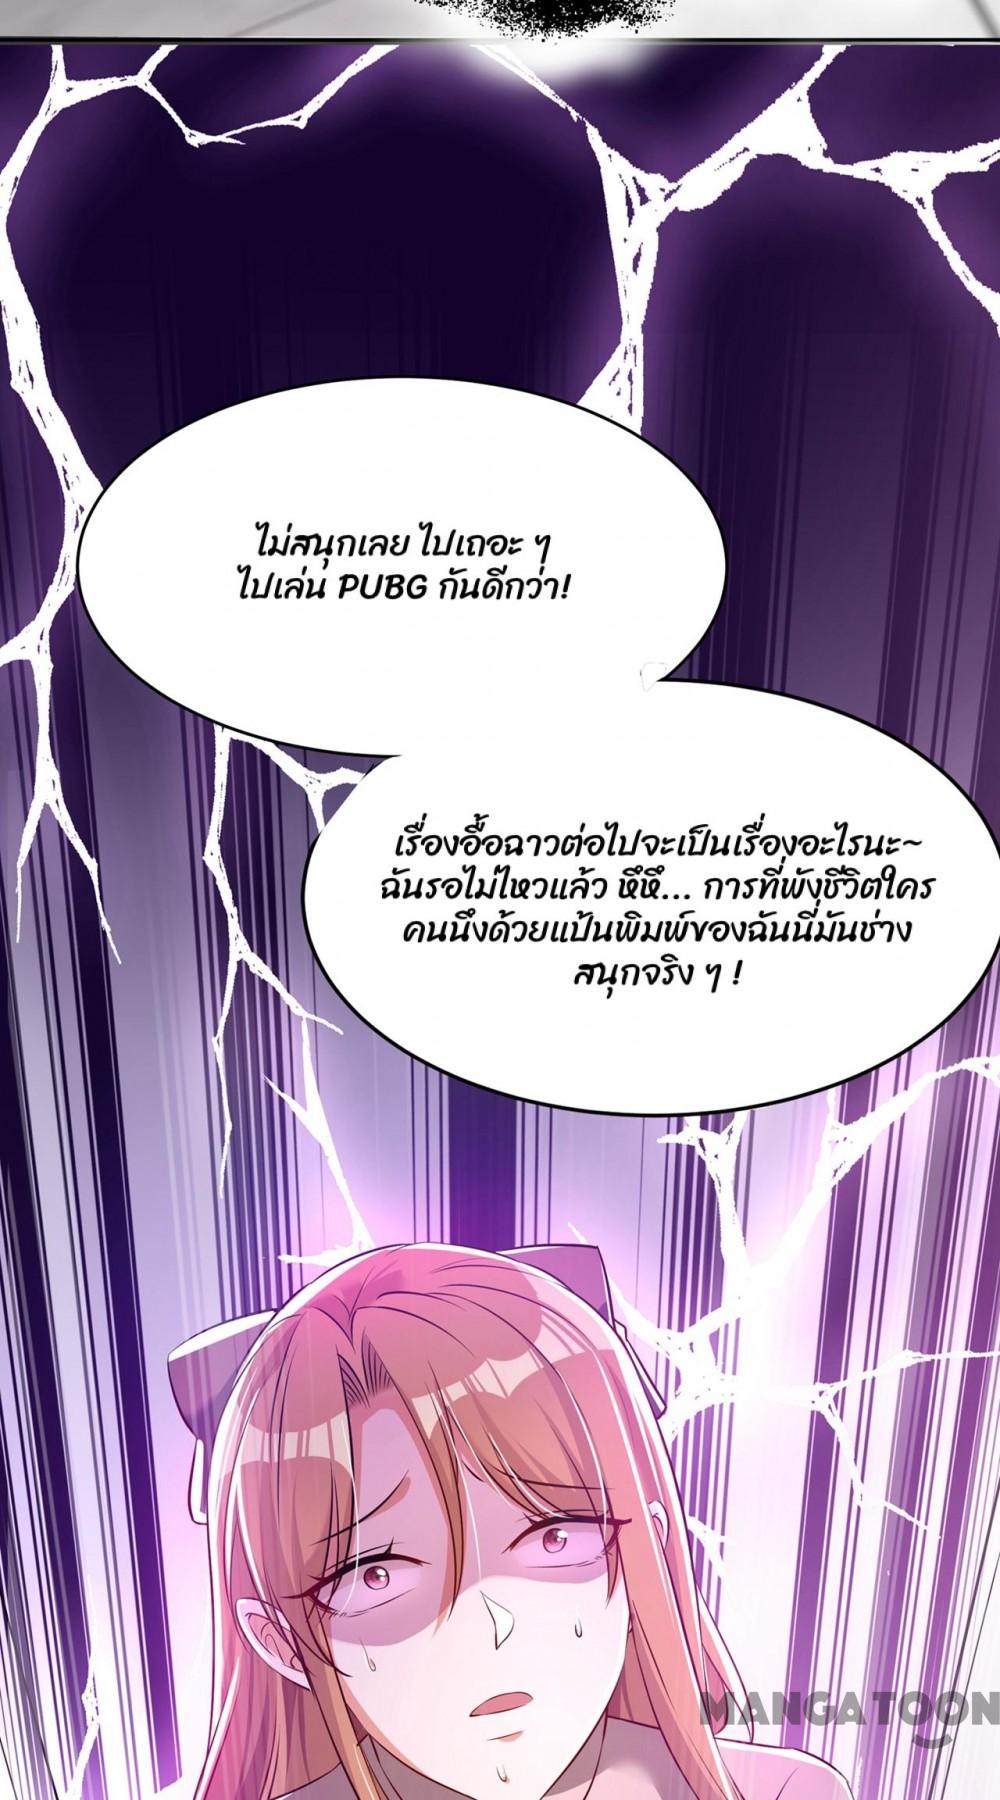 ไม่สนุกเลย ไปเถอะ ๆ
ไปเล่น PUBG กันดีกว่า!
เรื่องอื้อฉาวต่อไปจะเป็นเรื่องอะไรนะ~
ฉันรอไม่ไหวแล้ว หึหึ... การที่พังชีวิตใคร
คนนึงด้วยแป้นพิมพ์ของฉันนี่มันช่าง
สนุกจริง ๆ !
MANGATOON